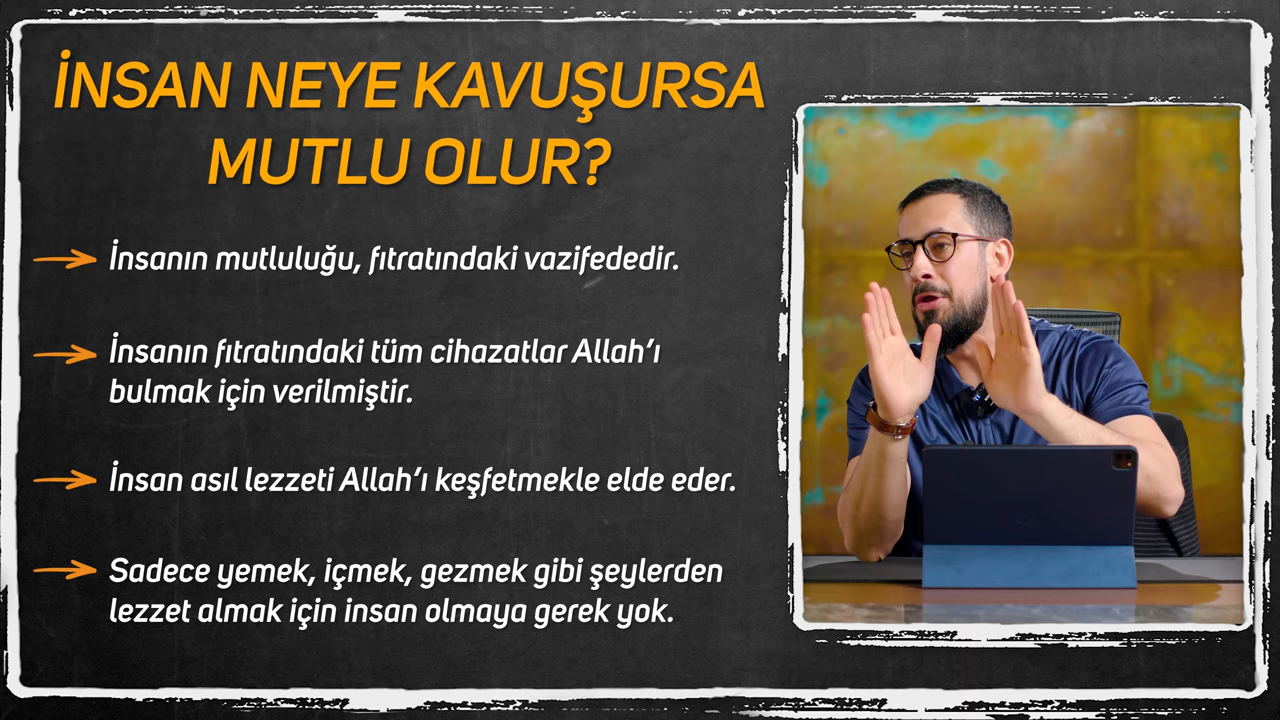 İNSAN NEYE KAVUŞURSA
MUTLU OLUR?
İnsanın mutluluğu, fıtratındaki vazifededir.
İnsanın fıtratındaki tüm cihazatlar Allah'ı
bulmak için verilmiştir.
İnsan asıl lezzeti Allah'ı keşfetmekle elde eder.
Sadece yemek, içmek, gezmek gibi şeylerden
lezzet almak için insan olmaya gerek yok.